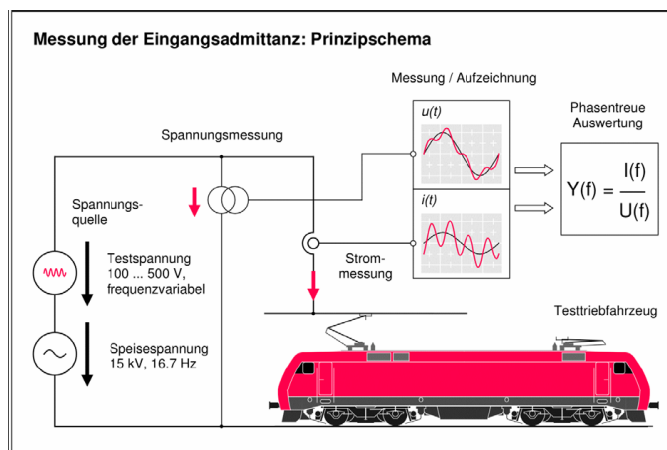 Messung der Eingangsadmittanz: Prinzipschema
Messung / Aufzeichnung
Spannungsmessung
u(t)
Phasentreue
Auswertung
Y(f) = I(f)
U(f)
i(t)
Spannungs-
quelle
Testspannung
100 ... 500 V,
frequenzvariabel
Strom-
messung
Speisespannung
15 kV, 16.7 Hz
Testtriebfahrzeug